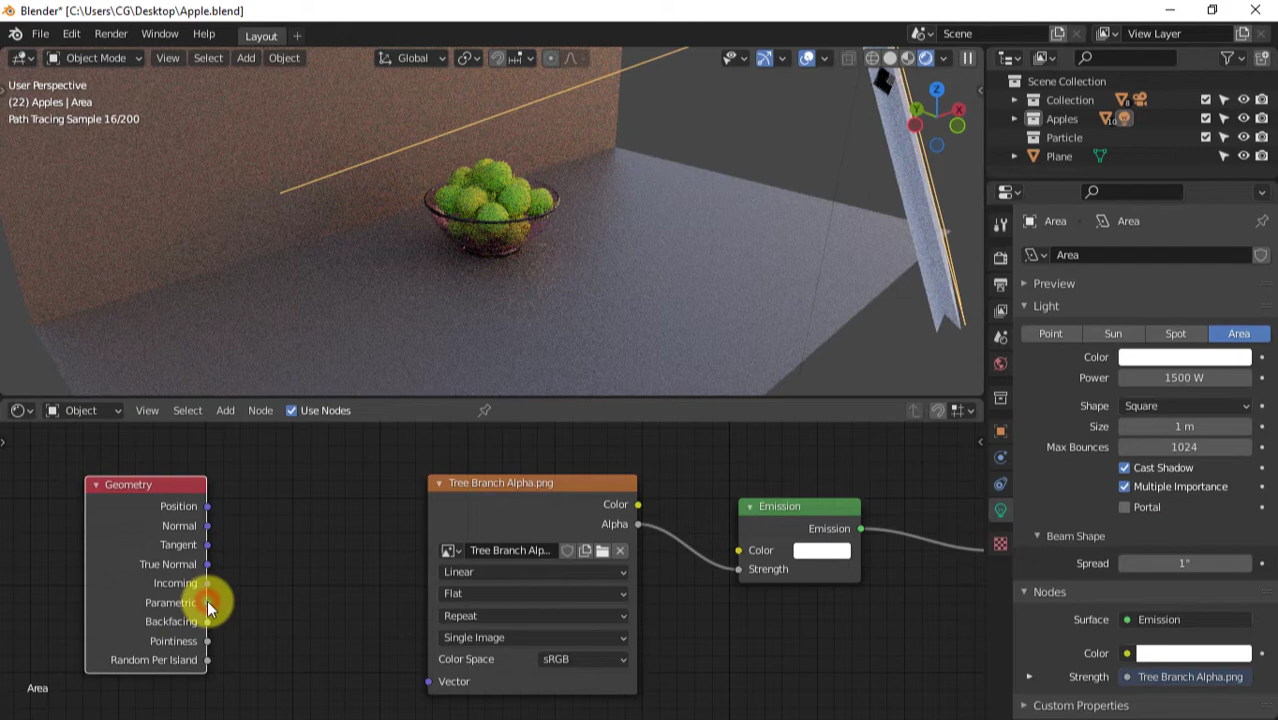 Blender* [C:\Users\CG\Desktop\Apple.blend]
File Edit Render Window Help Layout + Scene View Layer
Object Mode View Select Add Object Global
User Perspective
(22) Apples | Area
Path Tracing Sample 16/200
Z
Y
X
Scene Collection
Collection 8
Apples 10
Particle
Plane
Area Area
Area
Preview
Light
Point Sun Spot Area
Color
Power 1500 W
Shape Square
Size 1 m
Max Bounces 1024
Cast Shadow
Multiple Importance
Portal
Beam Shape
Spread 1°
Nodes
Surface Emission
Color
Strength Tree Branch Alpha.png
Custom Properties
Object View Select Add Node Use Nodes
Geometry
Position
Normal
Tangent
True Normal
Incoming
Parametric
Backfacing
Pointiness
Random Per Island
Area
Tree Branch Alpha.png
Color
Alpha
Tree Branch Alp...
Linear
Flat
Repeat
Single Image
Color Space sRGB
Vector
Emission
Emission
Color
Strength